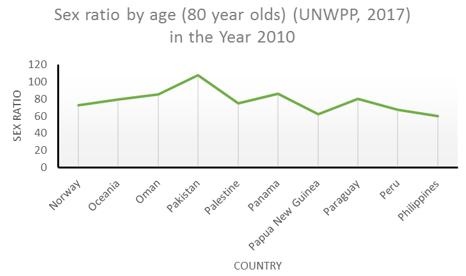 Sex ratio by age (80 year olds) (UNWPP, 2017)
in the Year 2010
SEX RATIO
120
100
80
60
40
20
0
Norway
Oceania
Oman
Pakistan
Palestine
Panama
Papua New Guinea
Paraguay
Peru
Philippines
COUNTRY